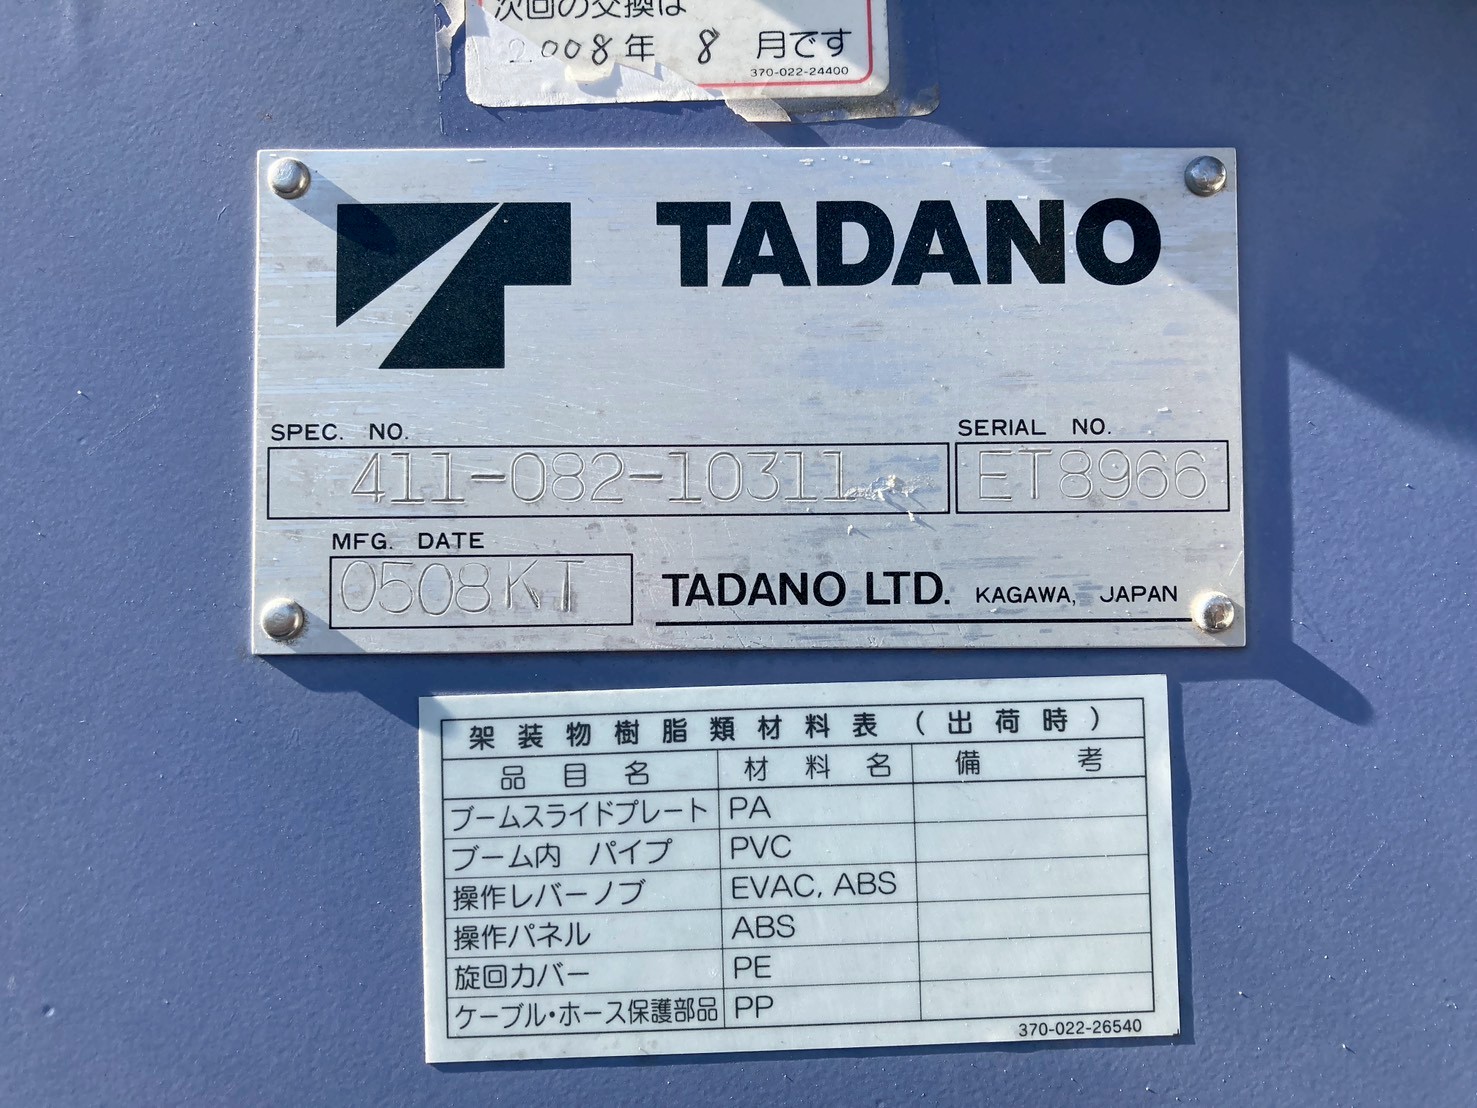 次回の交換は
2008年 8 月です
370-022-24400
TADANO
SPEC. NO.
SERIAL NO.
411-082-10311
ET8966
MFG. DATE
0508KT
TADANO LTD. KAGAWA, JAPAN
架装物樹脂類材料表(出荷時)
品目名 材料名 備考
ブームスライドプレート PA
ブーム内 パイプ PVC
操作レバーノブ EVAC, ABS
操作パネル ABS
旋回カバー PE
ケーブル・ホース保護部品 PP
370-022-26540